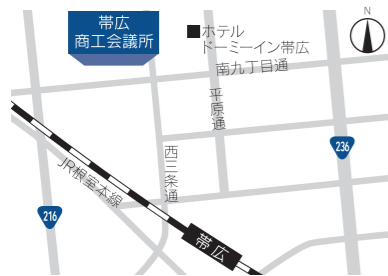 帯広
商工会議所
ホテル
ドーミーイン帯広
N
南九丁目通
平原通
西三条通
236
JR根室本線
216
帯広